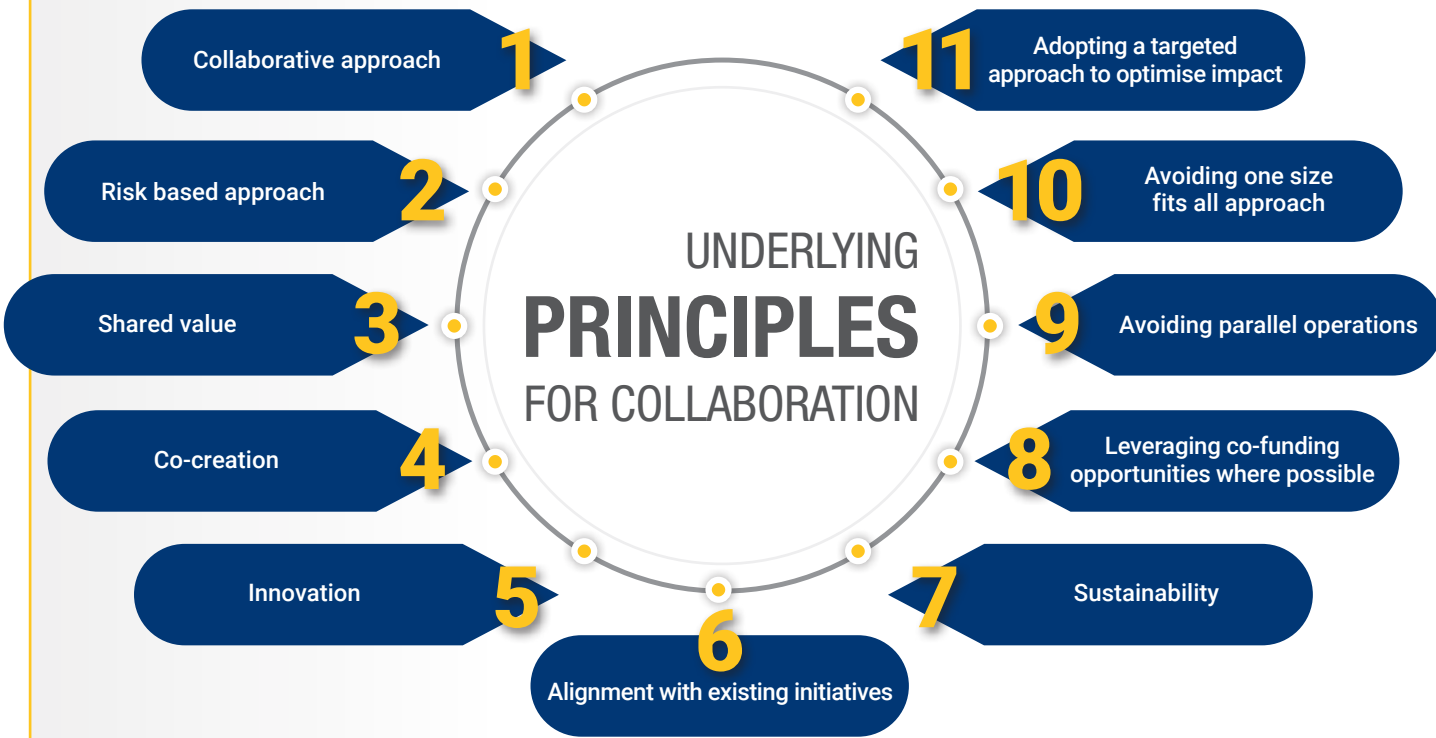 UNDERLYING
PRINCIPLES
FOR COLLABORATION
1
Collaborative approach
2
Risk based approach
3
Shared value
4
Co-creation
5
Innovation
6
Alignment with existing initiatives
7
Sustainability
8
Leveraging co-funding
opportunities where possible
9
Avoiding parallel operations
10
Avoiding one size
fits all approach
11
Adopting a targeted
approach to optimise impact